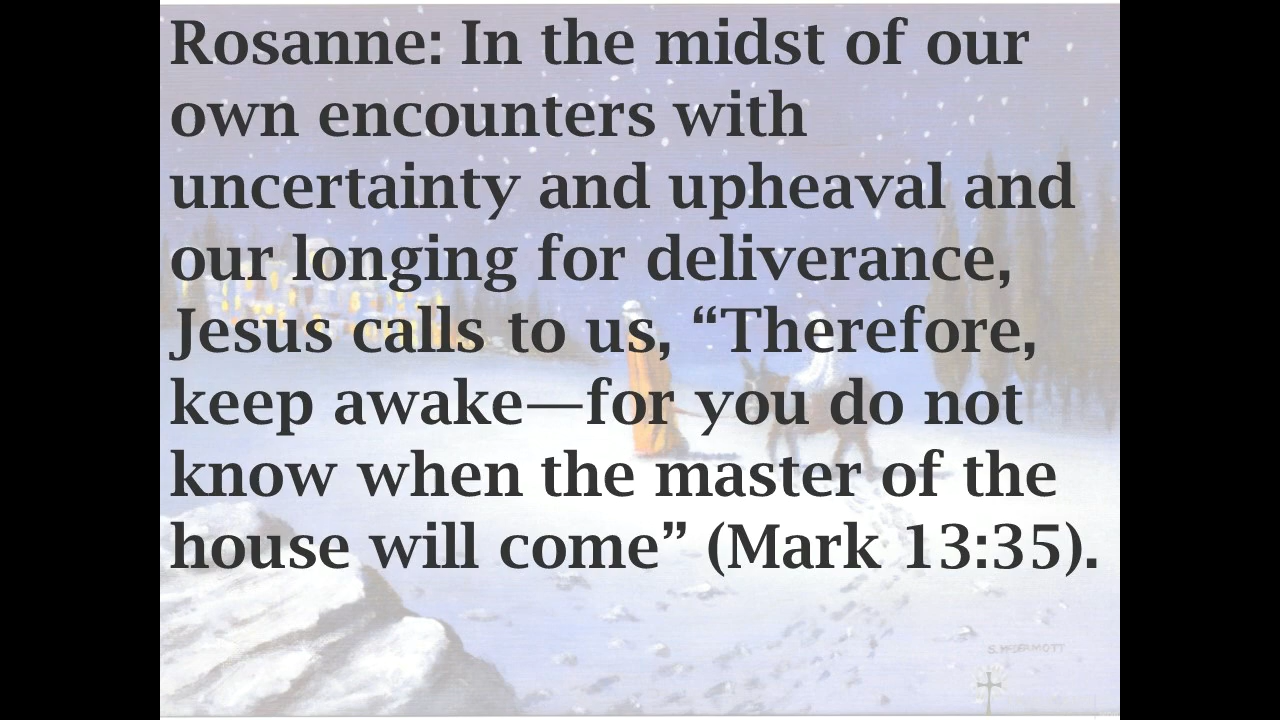 Rosanne: In the midst of our
own encounters with
uncertainty and upheaval and
our longing for deliverance,
Jesus calls to us, “Therefore,
keep awake—for you do not
know when the master of the
house will come” (Mark 13:35).